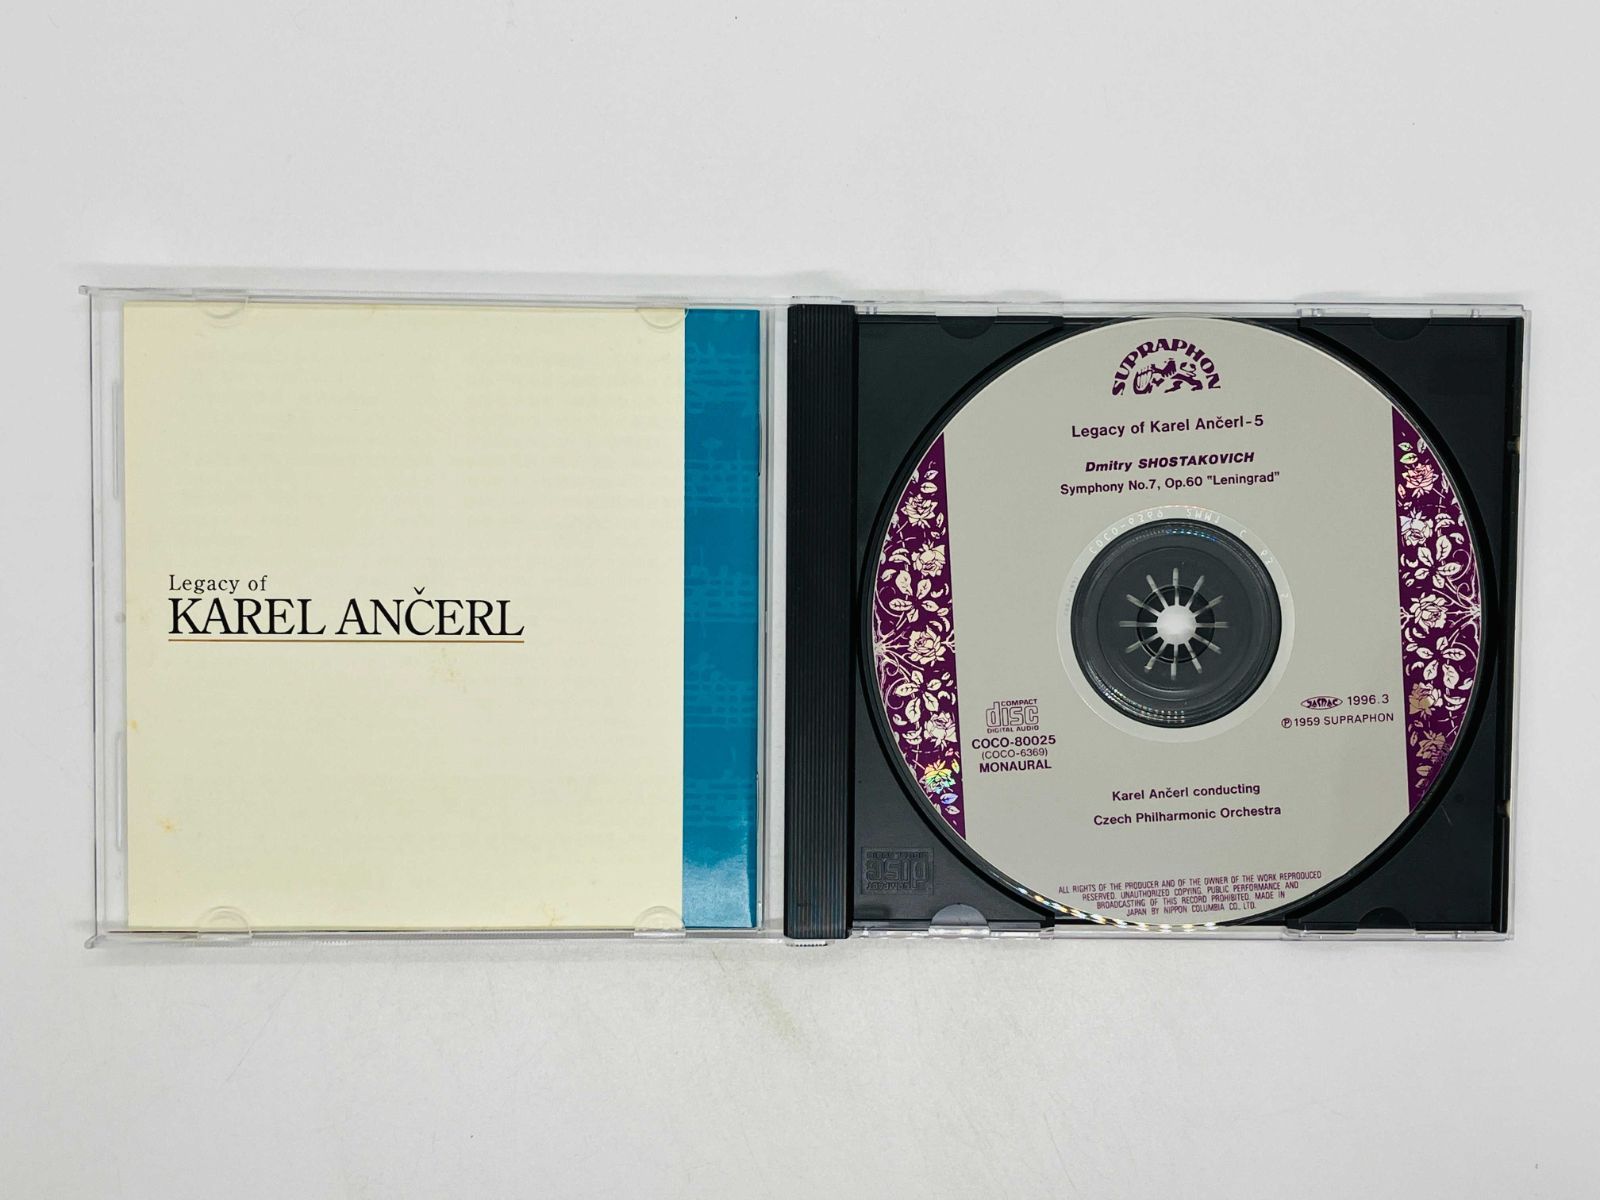 Legacy of
KAREL ANČERL
SUPRAPHON
Legacy of Karel Ančerl-5
Dmitry SHOSTAKOVICH
Symphony No.7, Op.60 "Leningrad"
COMPACT
disc
DIGITAL AUDIO
COCO-80025
(COCO-6369)
MONAURAL
JASRAC 1996.3
Ⓟ1959 SUPRAPHON
Karel Ančerl conducting
Czech Philharmonic Orchestra
ALL RIGHTS OF THE PRODUCER AND OF THE OWNER OF THE WORK REPRODUCED
RESERVED. UNAUTHORIZED COPYING, PUBLIC PERFORMANCE AND
BROADCASTING OF THIS RECORD PROHIBITED. MADE IN
JAPAN BY NIPPON COLUMBIA CO., LTD.